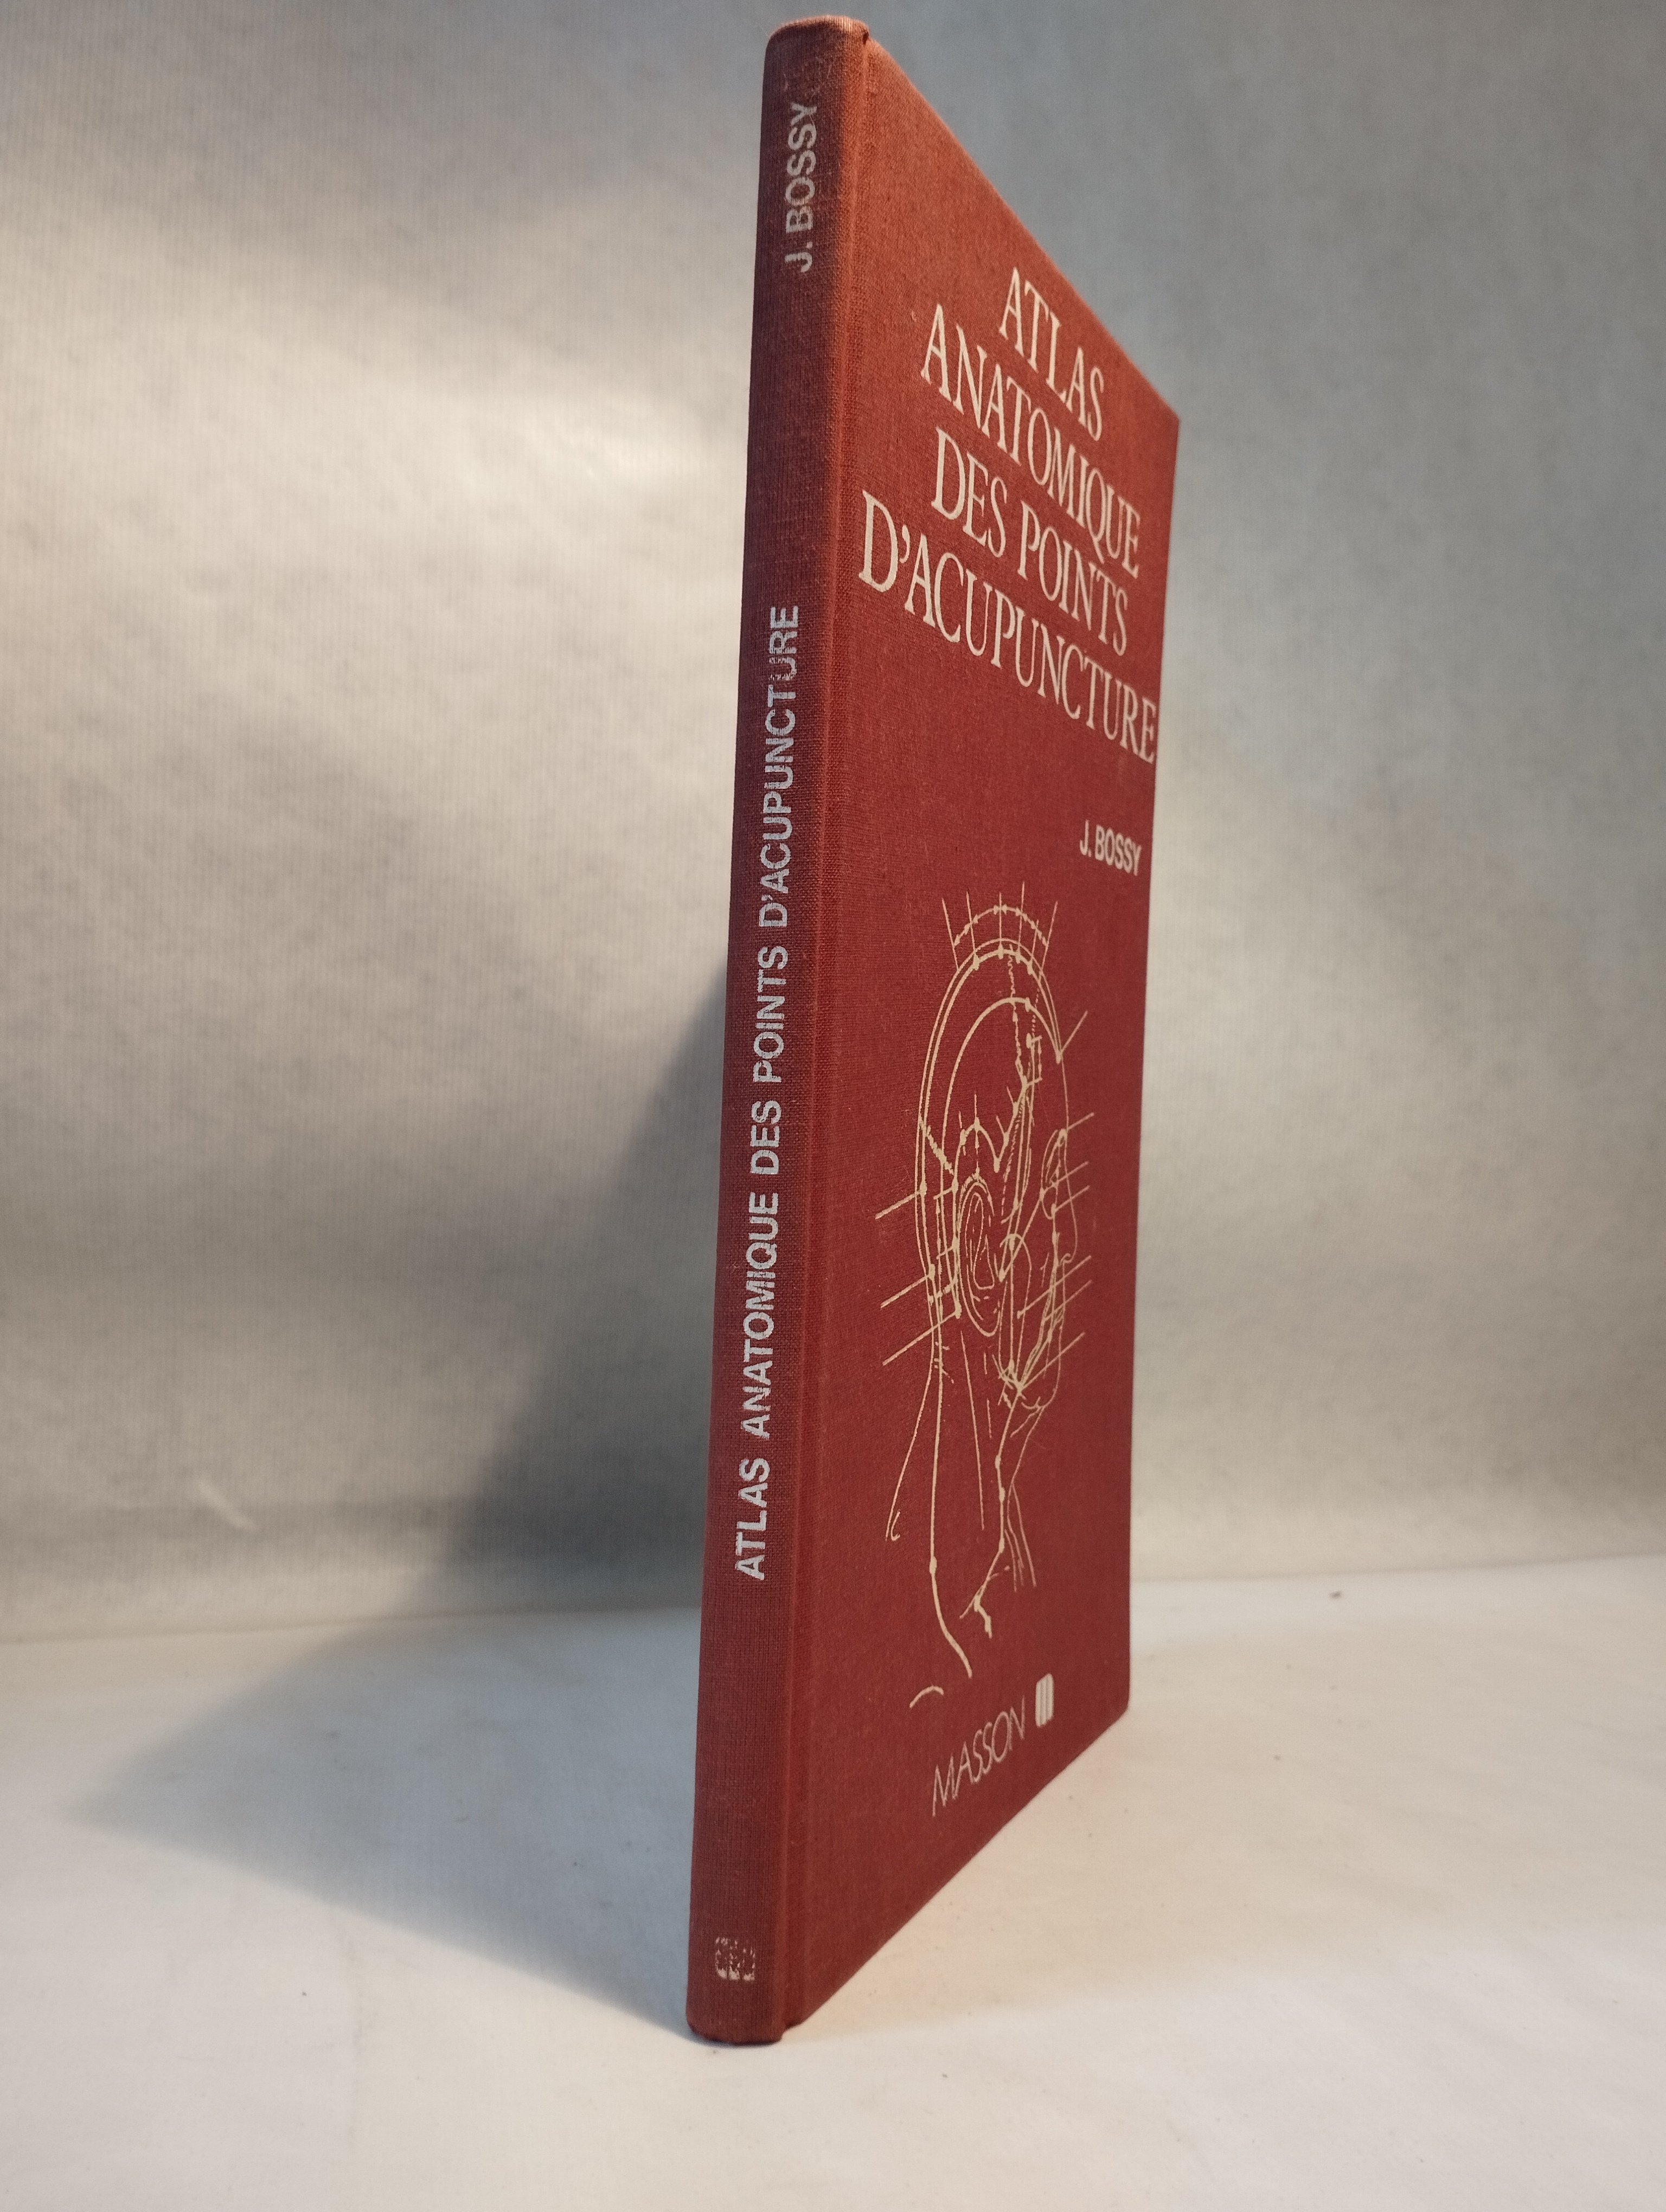 J. BOSSY
ATLAS ANATOMIQUE DES POINTS D'ACUPUNCTURE
ATLAS
ANATOMIQUE
DES POINTS
D'ACUPUNCTURE
J. BOSSY
MASSON